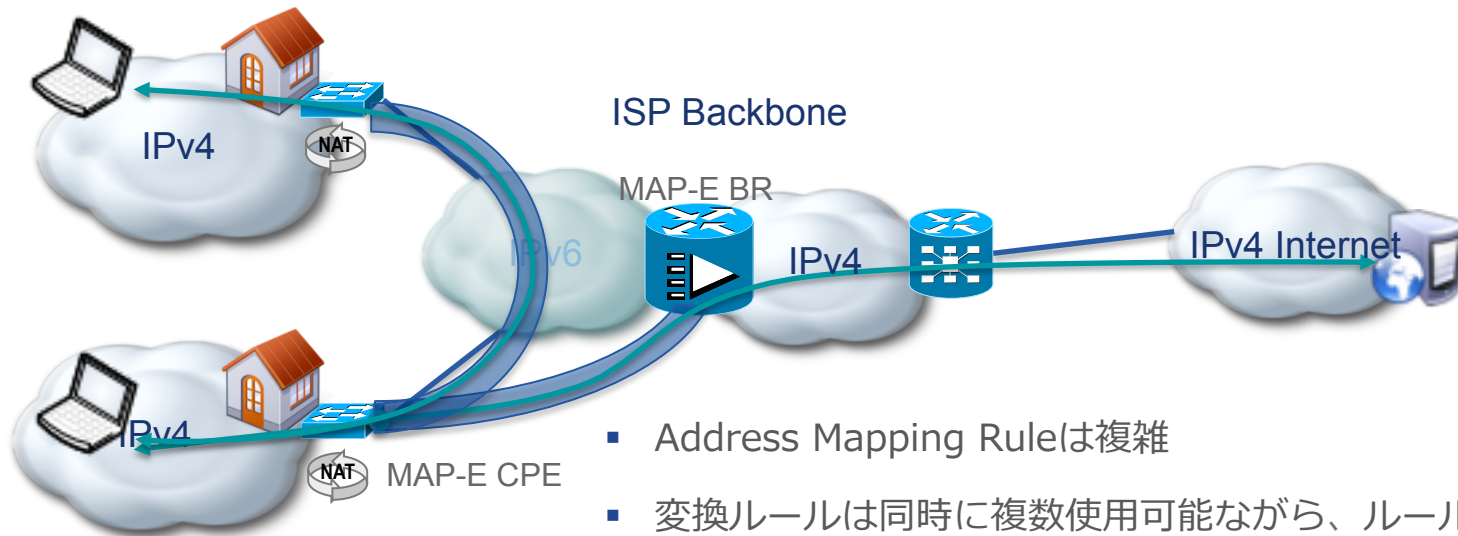 ISP Backbone
IPv4
NAT
MAP-E BR
IPv6
IPv4
IPv4 Internet
IPv4
NAT
MAP-E CPE
▪ Address Mapping Ruleは複雑
▪ 変換ルールは同時に複数使用可能ながら、ルール